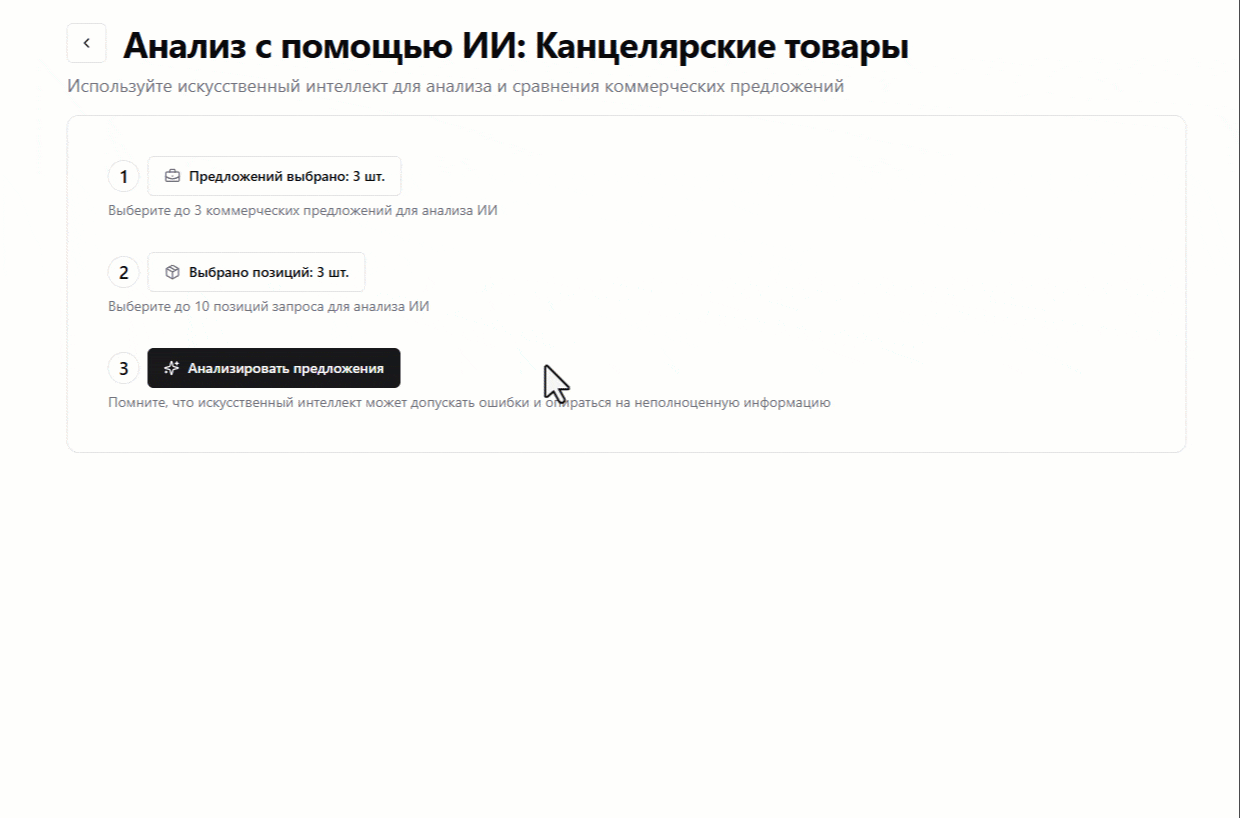 Анализ с помощью ИИ: Канцелярские товары
Используйте искусственный интеллект для анализа и сравнения коммерческих предложений
1 Предложений выбрано: 3 шт.
Выберите до 3 коммерческих предложений для анализа ИИ
2 Выбрано позиций: 3 шт.
Выберите до 10 позиций запроса для анализа ИИ
3 Анализировать предложения
Помните, что искусственный интеллект может допускать ошибки и опираться на неполноценную информацию